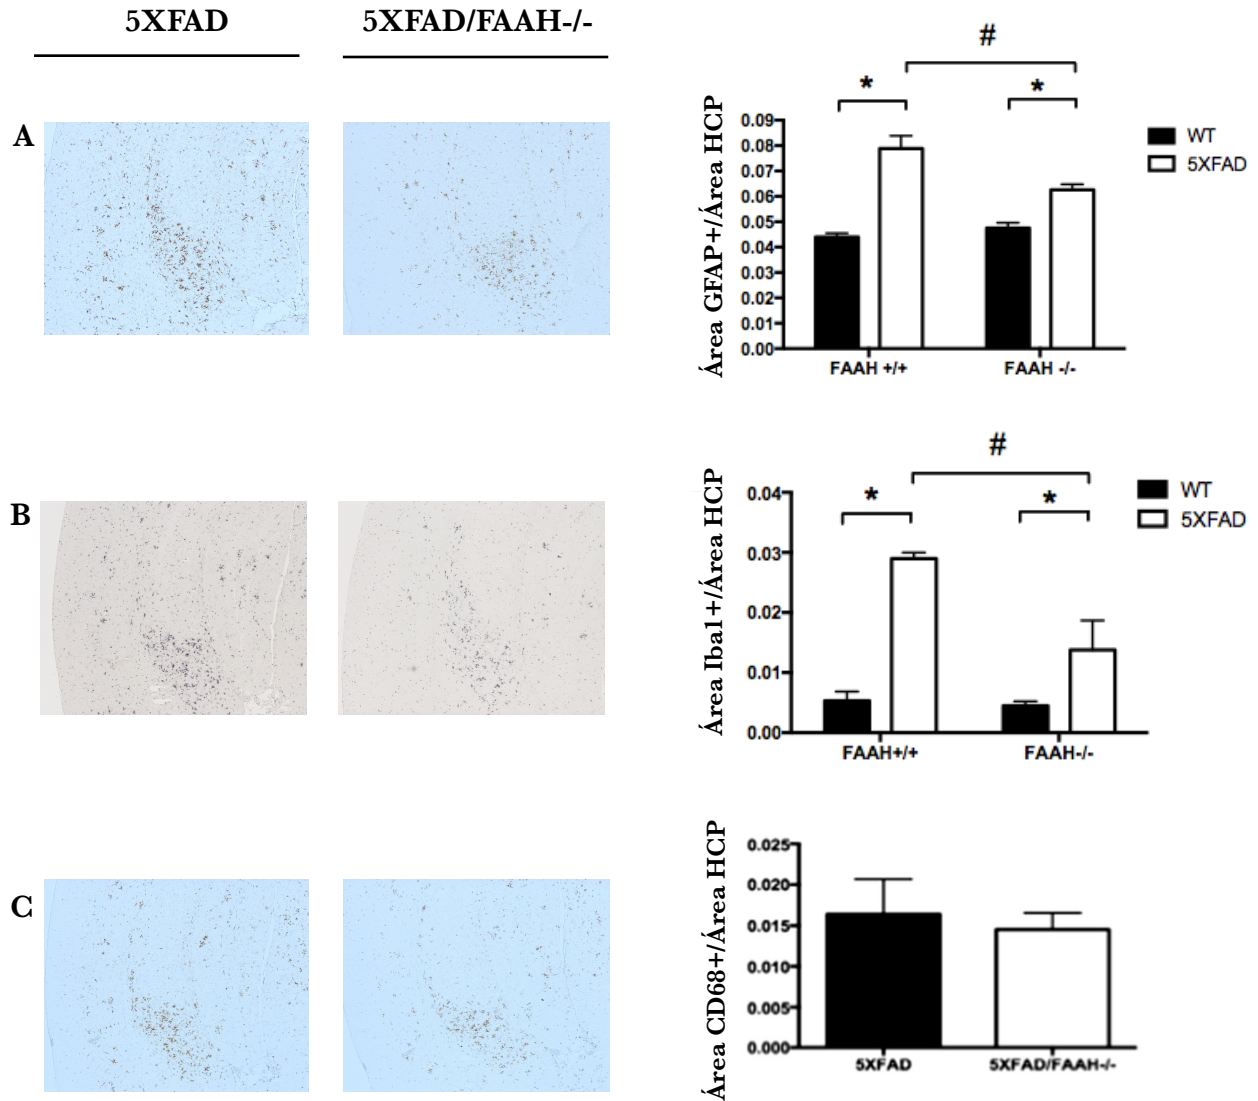 5XFAD
5XFAD/FAAH-/-
A
Área GFAP+/Área HCP
#
*
*
0.09
0.08
0.07
0.06
0.05
0.04
0.03
0.02
0.01
0.00
FAAH +/+
FAAH -/-
WT
5XFAD
B
Área Iba1+/Área HCP
#
*
*
0.04
0.03
0.02
0.01
0.00
FAAH+/+
FAAH-/-
WT
5XFAD
C
Área CD68+/Área HCP
0.025
0.020
0.015
0.010
0.005
0.000
5XFAD
5XFAD/FAAH-/-